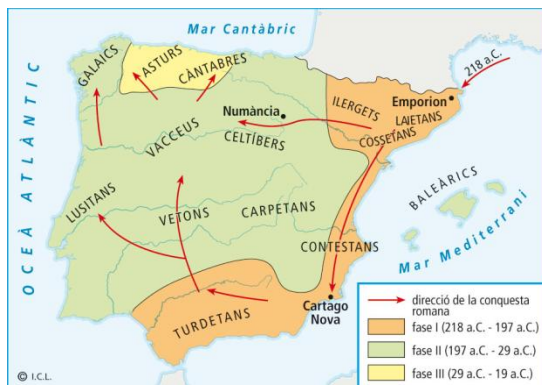 Mar Cantàbric
218 a.C.
GALAICS
ASTURS
CÀNTABRES
ILERGETS
Emporion
LAIETANS
COSSETANS
Numància
VACCEUS
CELTÍBERS
OCEÀ ATLÀNTIC
LUSITANS
VETONS
CARPETANS
BALEÀRICS
Mar Mediterrani
CONTESTANS
Cartago
Nova
TURDETANS
direcció de la conquesta
romana
fase I (218 a.C. - 197 a.C.)
fase II (197 a.C. - 29 a.C.)
fase III (29 a.C. - 19 a.C.)
© I.C.L.